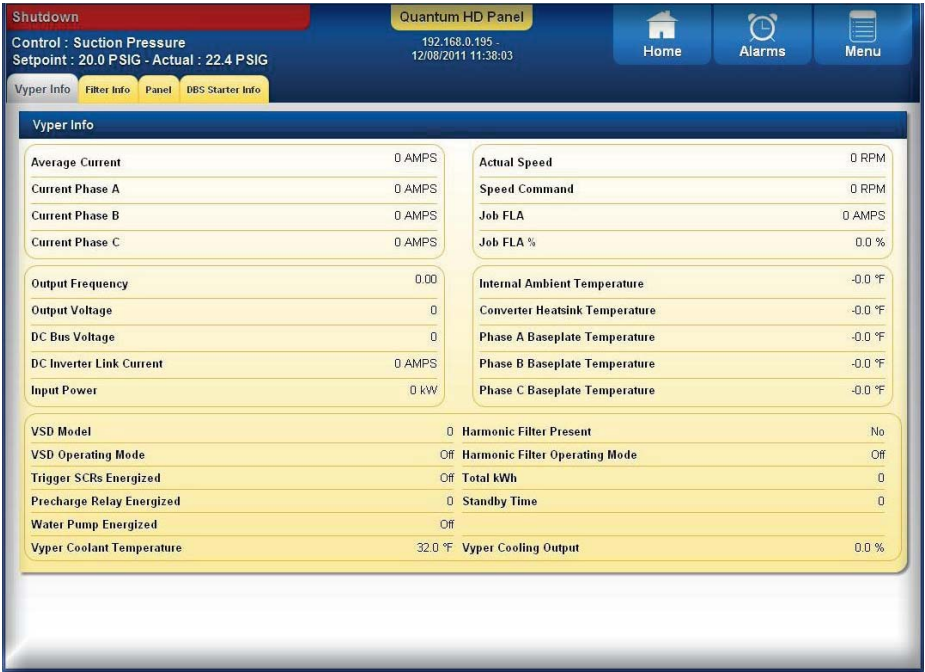 Shutdown
Quantum HD Panel
Control : Suction Pressure
Setpoint : 20.0 PSIG - Actual : 22.4 PSIG
192.168.0.195 -
12/08/2011 11:38:03
Home
Alarms
Menu
Vyper Info
Filter Info
Panel
DBS Starter Info
Vyper Info
Average Current 0 AMPS
Current Phase A 0 AMPS
Current Phase B 0 AMPS
Current Phase C 0 AMPS
Actual Speed 0 RPM
Speed Command 0 RPM
Job FLA 0 AMPS
Job FLA % 0.0 %
Output Frequency 0.00
Output Voltage 0
DC Bus Voltage 0
DC Inverter Link Current 0 AMPS
Input Power 0 kW
Internal Ambient Temperature -0.0 °F
Converter Heatsink Temperature -0.0 °F
Phase A Baseplate Temperature -0.0 °F
Phase B Baseplate Temperature -0.0 °F
Phase C Baseplate Temperature -0.0 °F
VSD Model 0 Harmonic Filter Present No
VSD Operating Mode Off Harmonic Filter Operating Mode Off
Trigger SCRs Energized Off Total kWh 0
Precharge Relay Energized 0 Standby Time 0
Water Pump Energized Off
Vyper Coolant Temperature 32.0 °F Vyper Cooling Output 0.0 %